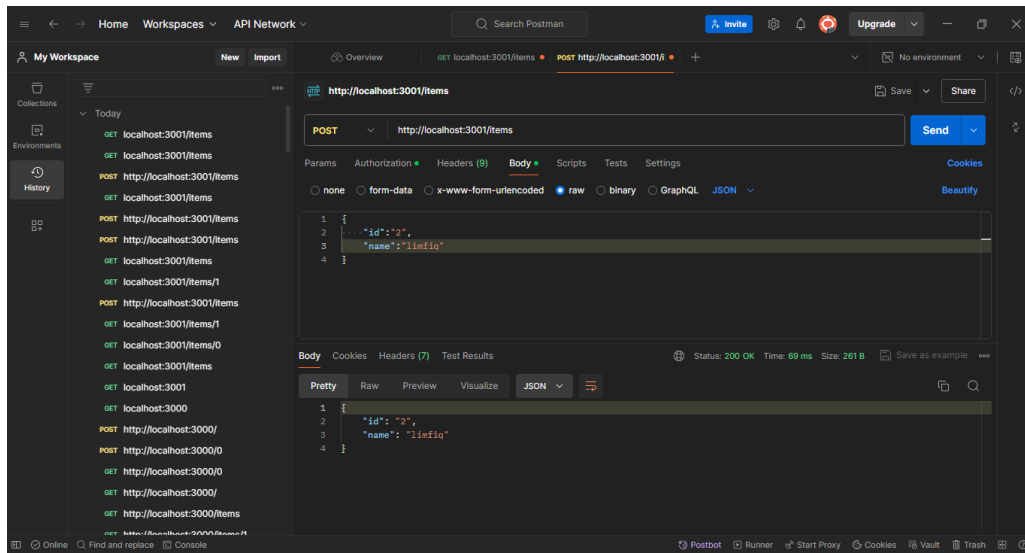 Home Workspaces API Network Search Postman Invite Upgrade
My Workspace New Import Overview GET localhost:3001/items POST http://localhost:3001/i No environment
Collections
Environments
History
Today
GET localhost:3001/items
GET localhost:3001/items
POST http://localhost:3001/items
GET localhost:3001/items
POST http://localhost:3001/items
POST http://localhost:3001/items
GET localhost:3001/items
GET localhost:3001/items/1
POST http://localhost:3001/items
GET localhost:3001/items/1
GET localhost:3001/items/0
GET localhost:3001/items
GET localhost:3001
GET localhost:3000
POST http://localhost:3000/
POST http://localhost:3000/0
GET http://localhost:3000/0
GET http://localhost:3000/
GET http://localhost:3000/items
GET http://localhost:3000/items/1
HTTP http://localhost:3001/items Save Share
POST http://localhost:3001/items Send
Params Authorization Headers (9) Body Scripts Tests Settings Cookies
none form-data x-www-form-urlencoded raw binary GraphQL JSON Beautify
1 {
2 "id":"2",
3 "name":"limfiq"
4 }
Body Cookies Headers (7) Test Results Status: 200 OK Time: 69 ms Size: 261 B Save as example
Pretty Raw Preview Visualize JSON
1 {
2 "id": "2",
3 "name": "limfiq"
4 }
Online Find and replace Console Postbot Runner Start Proxy Cookies Vault Trash